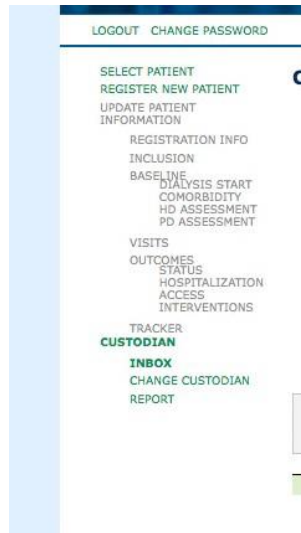 LOGOUT CHANGE PASSWORD
SELECT PATIENT
REGISTER NEW PATIENT
UPDATE PATIENT
INFORMATION
REGISTRATION INFO
INCLUSION
BASELINE
DIALYSIS START
COMORBIDITY
HD ASSESSMENT
PD ASSESSMENT
VISITS
OUTCOMES
STATUS
HOSPITALIZATION
ACCESS
INTERVENTIONS
TRACKER
CUSTODIAN
INBOX
CHANGE CUSTODIAN
REPORT